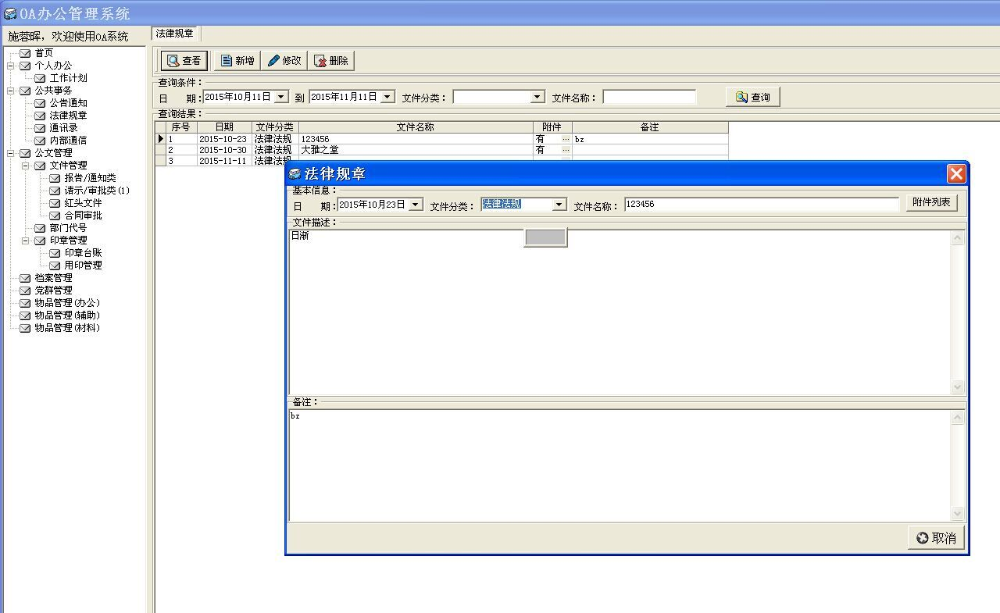 OA办公管理系统
施蓉晖，欢迎使用OA系统
法律规章
首页
个人办公
工作计划
公共事务
公告通知
法律规章
通讯录
内部通信
公文管理
文件管理
报告/通知类
请示/审批类(1)
红头文件
合同审批
部门代号
印章管理
印章台账
用印管理
档案管理
党群管理
物品管理(办公)
物品管理(辅助)
物品管理(材料)
查看 新增 修改 删除
查询条件：
日 期: 2015年10月11日 到 2015年11月11日 文件分类： 文件名称： 查询
查询结果：
序号 日期 文件分类 文件名称 附件 备注
1 2015-10-23 法律法规 123456 有 ... bz
2 2015-10-30 法律法规 大雅之堂 有 ...
3 2015-11-11 法律法规
法律规章
基本信息：
日 期: 2015年10月23日 文件分类： 法律法规 文件名称： 123456 附件列表
文件描述：
日渐
备注：
bz
取消